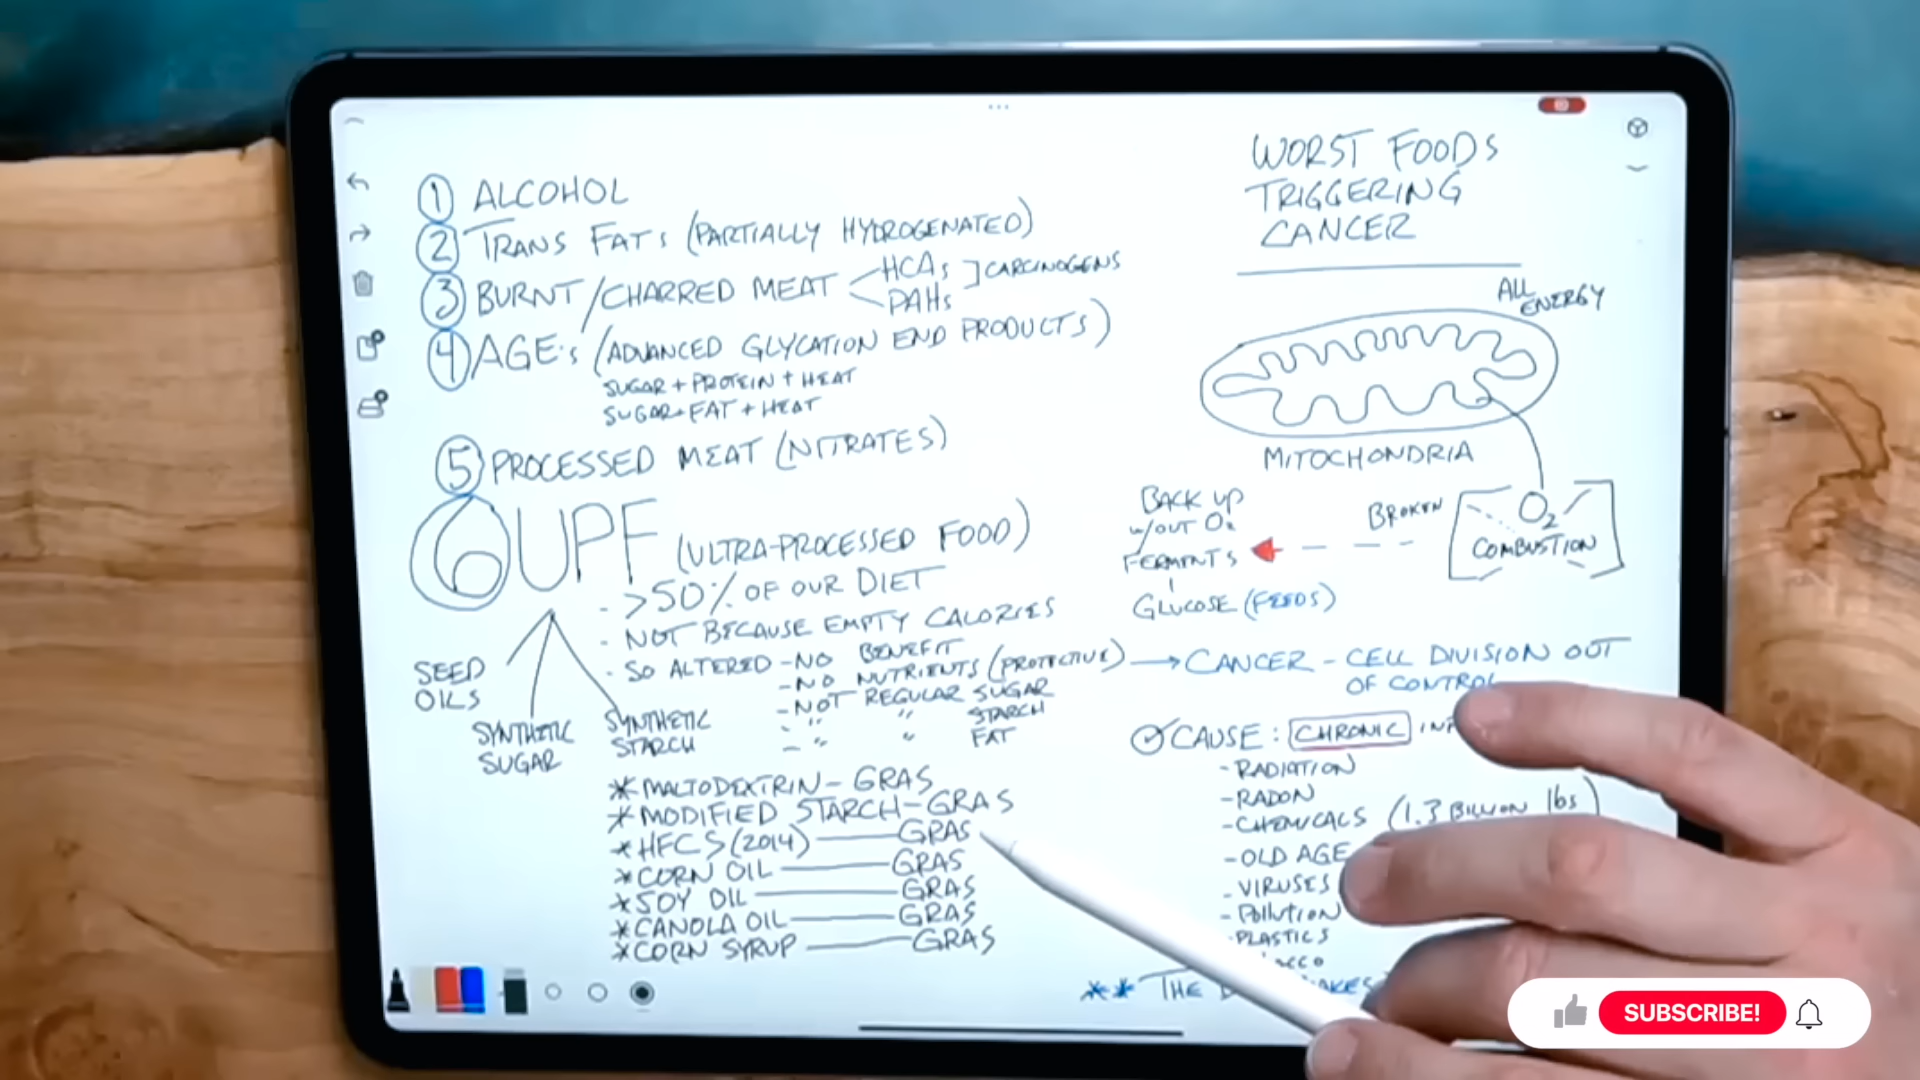 WORST FOODS
TRIGGERING
CANCER
① ALCOHOL
② TRANS FATS (PARTIALLY HYDROGENATED)
③ BURNT/CHARRED MEAT
HCAs
PAHs
] CARCINOGENS
④ AGE's (ADVANCED GLYCATION END PRODUCTS)
SUGAR + PROTEIN + HEAT
SUGAR + FAT + HEAT
⑤ PROCESSED MEAT (NITRATES)
⑥ UPF (ULTRA-PROCESSED FOOD)
- >50% OF OUR DIET
- NOT BECAUSE EMPTY CALORIES
- SO ALTERED - NO BENEFIT
- NO NUTRIENTS (PROTECTIVE)
- NOT REGULAR SUGAR
- " " STARCH
- " " FAT
SEED
OILS
SYNTHETIC
SUGAR
SYNTHETIC
STARCH
* MALTODEXTRIN - GRAS
* MODIFIED STARCH - GRAS
* HFCS (2014) — GRAS
* CORN OIL — GRAS
* SOY OIL — GRAS
* CANOLA OIL — GRAS
* CORN SYRUP — GRAS
ALL
ENERGY
MITOCHONDRIA
O2
COMBUSTION
BROKEN
BACK UP
w/OUT O2
FERMENTS
GLUCOSE (FEEDS)
→ CANCER - CELL DIVISION OUT
OF CONTROL
CAUSE: CHRONIC
- RADIATION
- RADON
- CHEMICALS (1.3 BILLION lbs)
- OLD AGE
- VIRUSES
- POLLUTION
- PLASTICS
** THE
SUBSCRIBE!